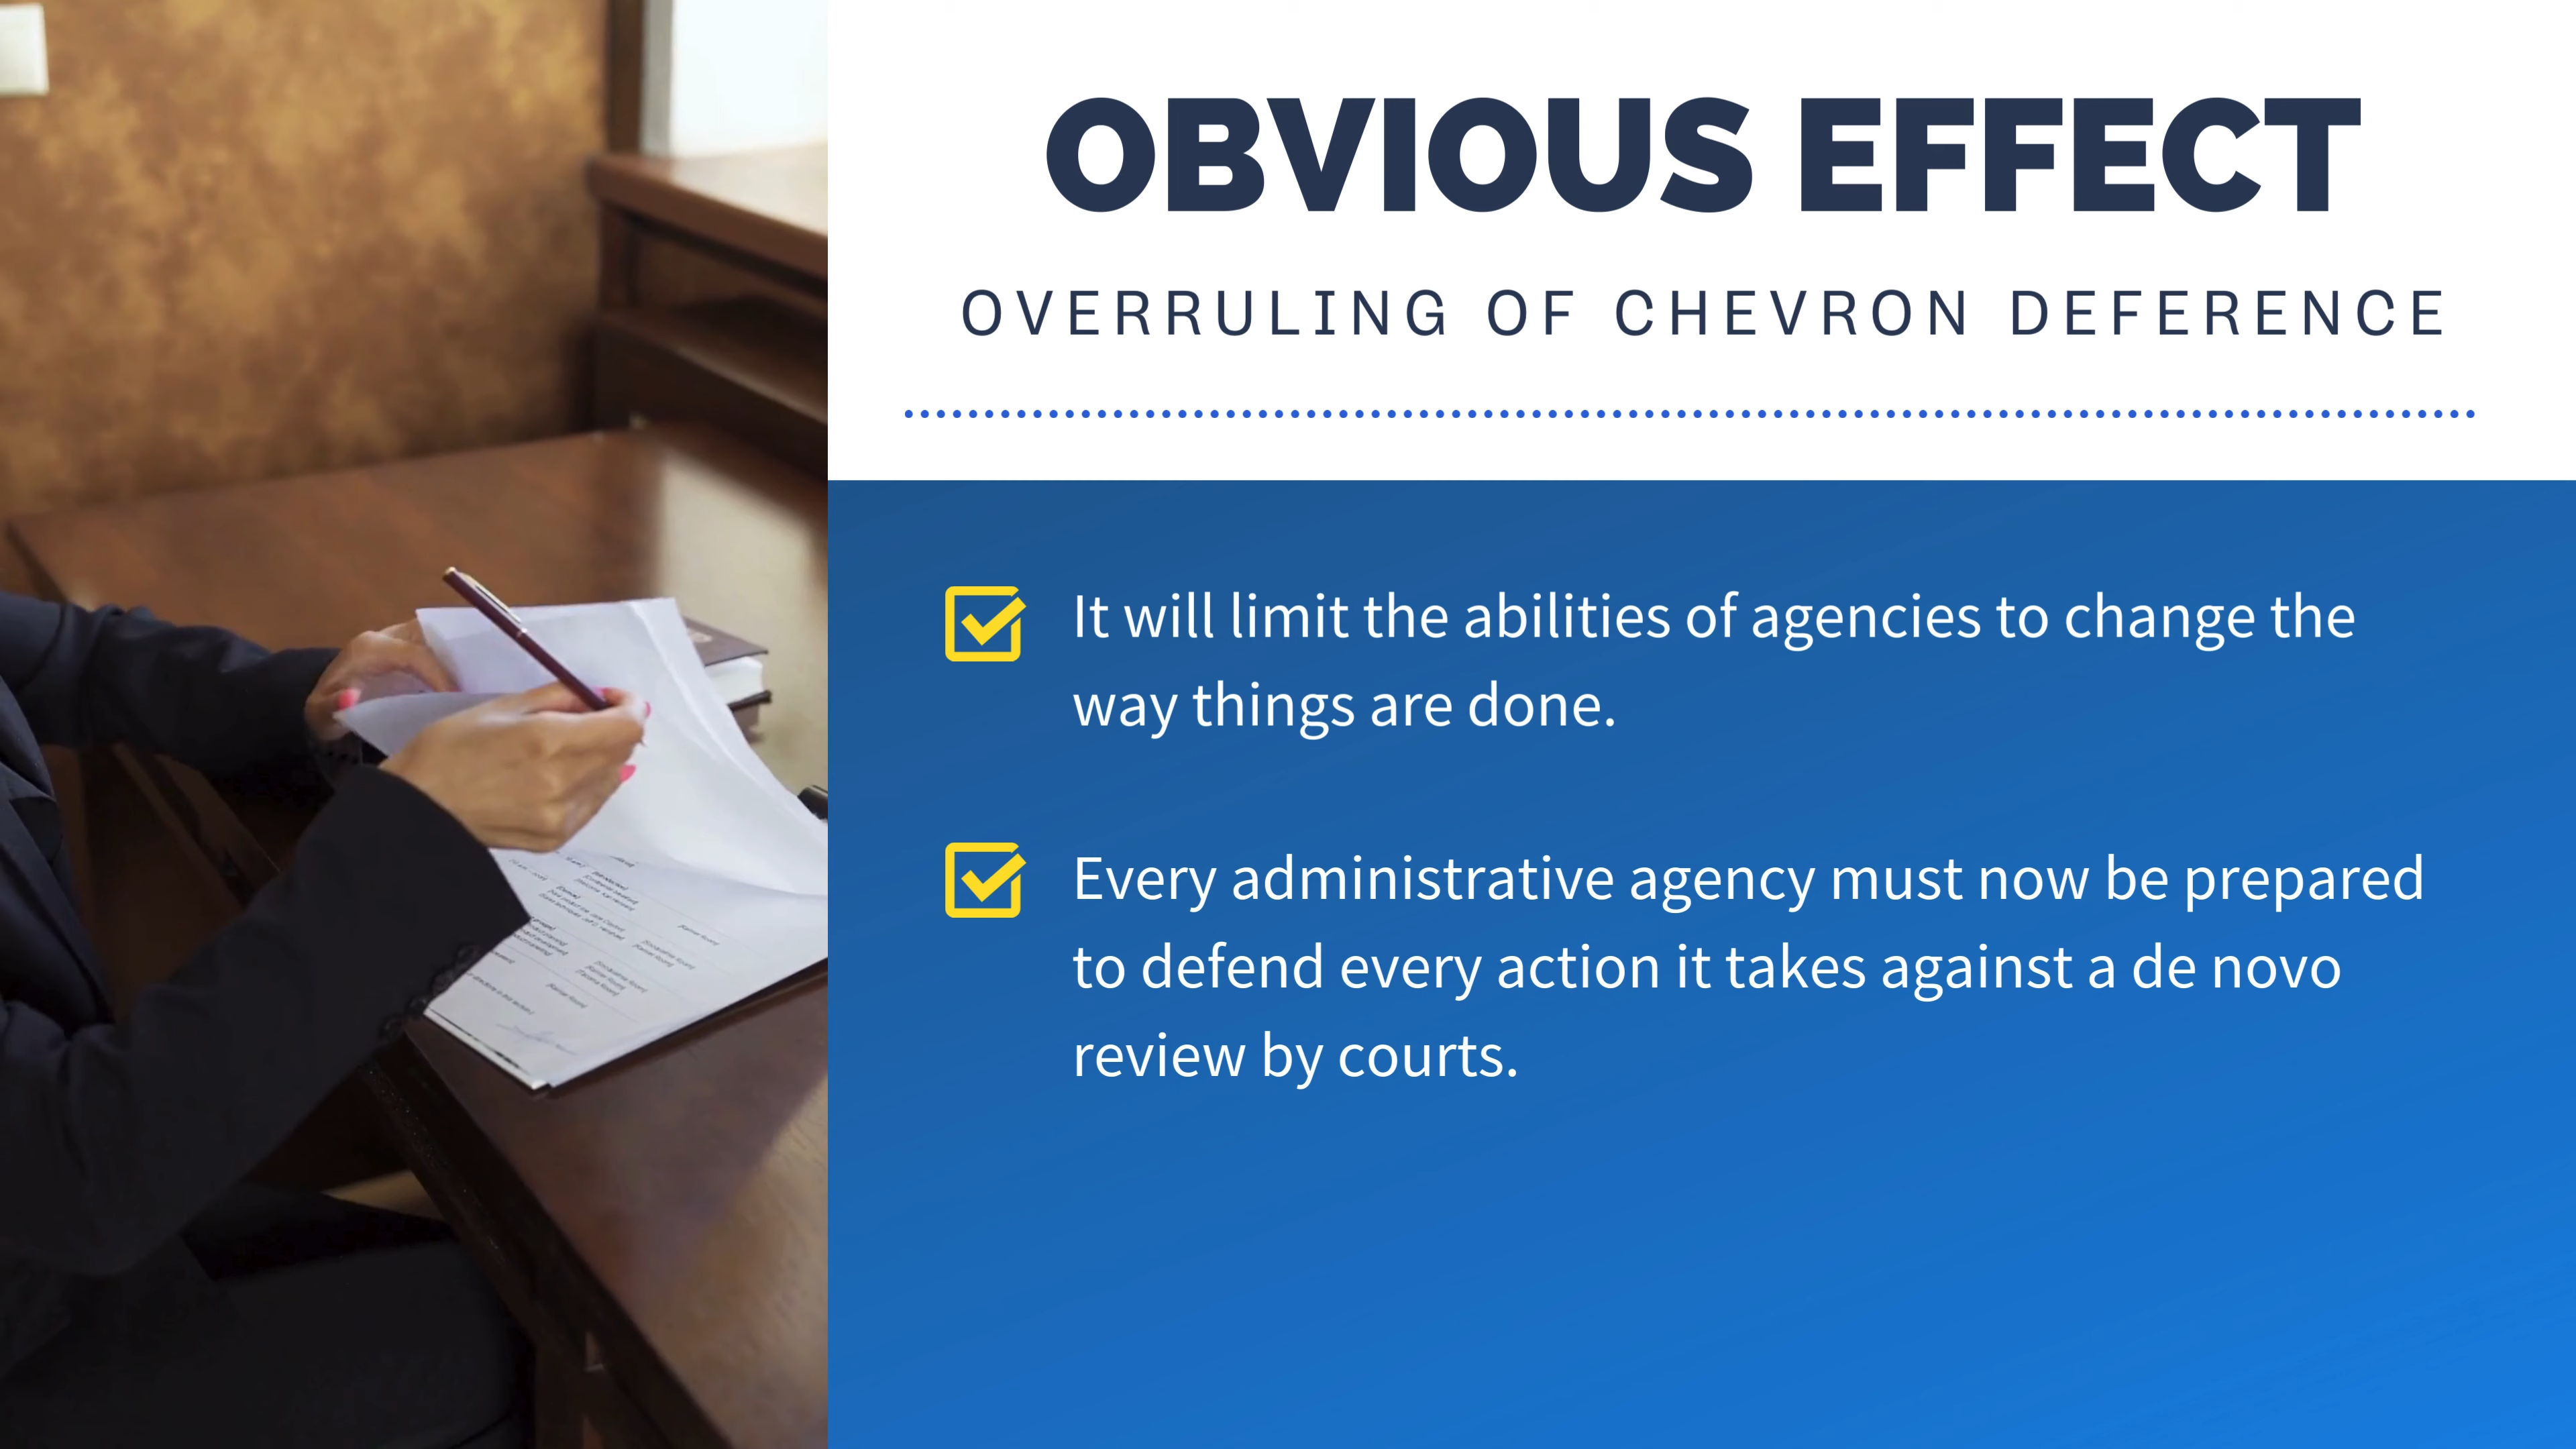 OBVIOUS EFFECT
OVERRULING OF CHEVRON DEFERENCE
It will limit the abilities of agencies to change the
way things are done.
Every administrative agency must now be prepared
to defend every action it takes against a de novo
review by courts.